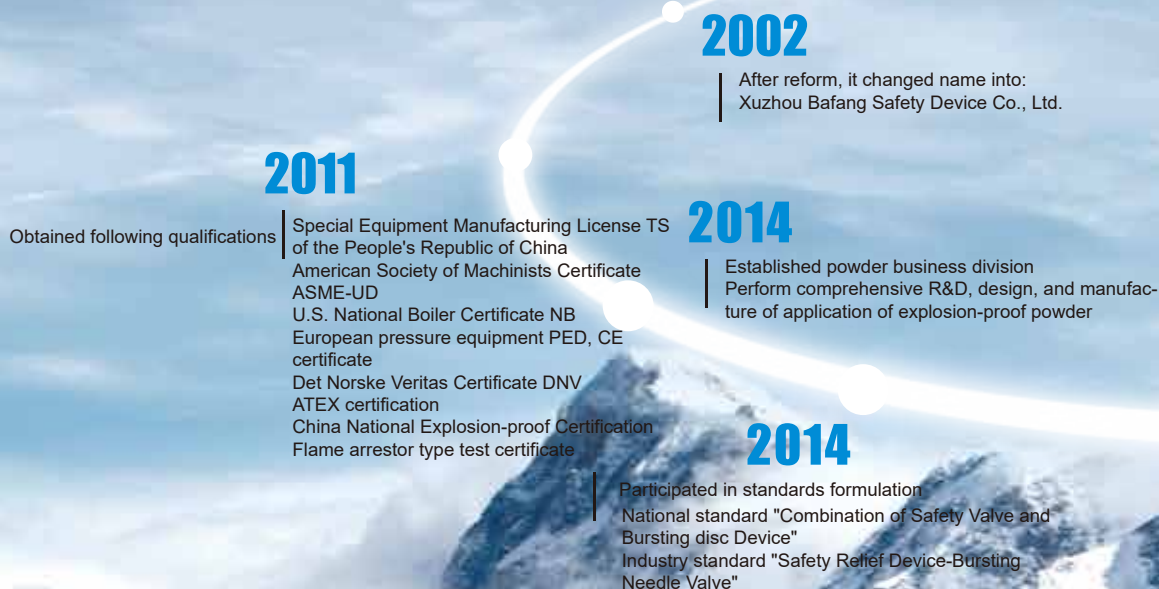 2002
After reform, it changed name into:
Xuzhou Bafang Safety Device Co., Ltd.
2011
Obtained following qualifications
Special Equipment Manufacturing License TS
of the People's Republic of China
American Society of Machinists Certificate
ASME-UD
U.S. National Boiler Certificate NB
European pressure equipment PED, CE
certificate
Det Norske Veritas Certificate DNV
ATEX certification
China National Explosion-proof Certification
Flame arrestor type test certificate
2014
Established powder business division
Perform comprehensive R&D, design, and manufac-
ture of application of explosion-proof powder
2014
Participated in standards formulation
National standard "Combination of Safety Valve and
Bursting disc Device"
Industry standard "Safety Relief Device-Bursting
Needle Valve"